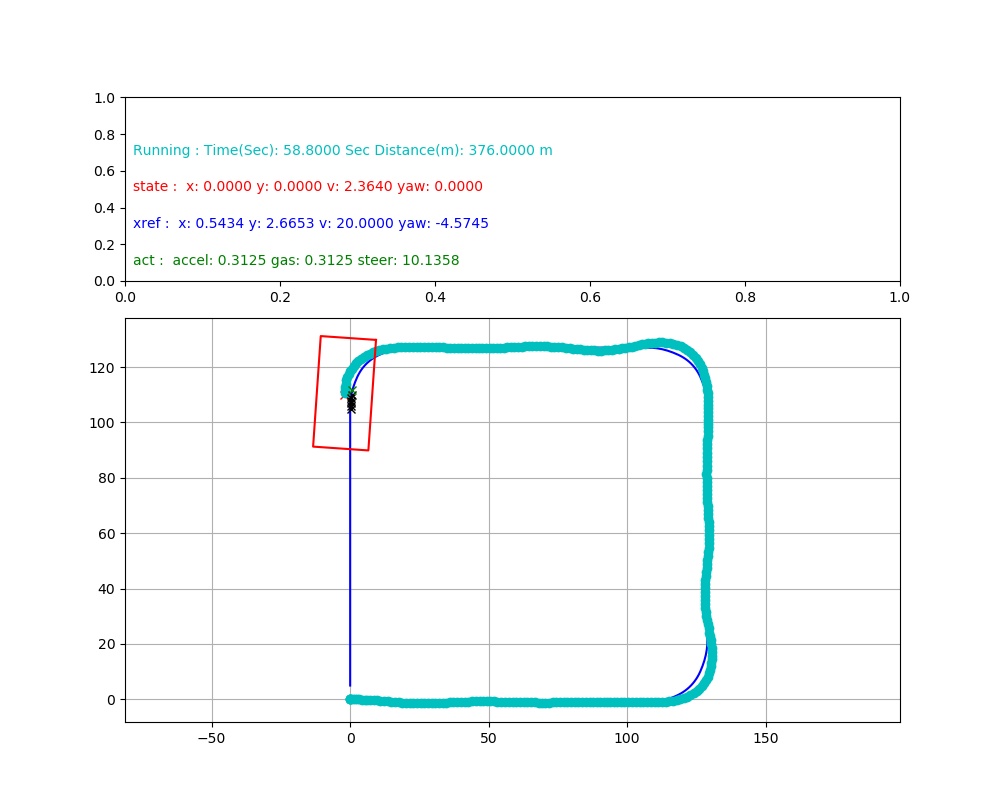 1.0
0.8
Running : Time(Sec): 58.8000 Sec Distance(m): 376.0000 m
0.6
state :  x: 0.0000 y: 0.0000 v: 2.3640 yaw: 0.0000
0.4
xref :  x: 0.5434 y: 2.6653 v: 20.0000 yaw: -4.5745
0.2
act :  accel: 0.3125 gas: 0.3125 steer: 10.1358
0.0
0.0 0.2 0.4 0.6 0.8 1.0
120
100
80
60
40
20
0
−50 0 50 100 150